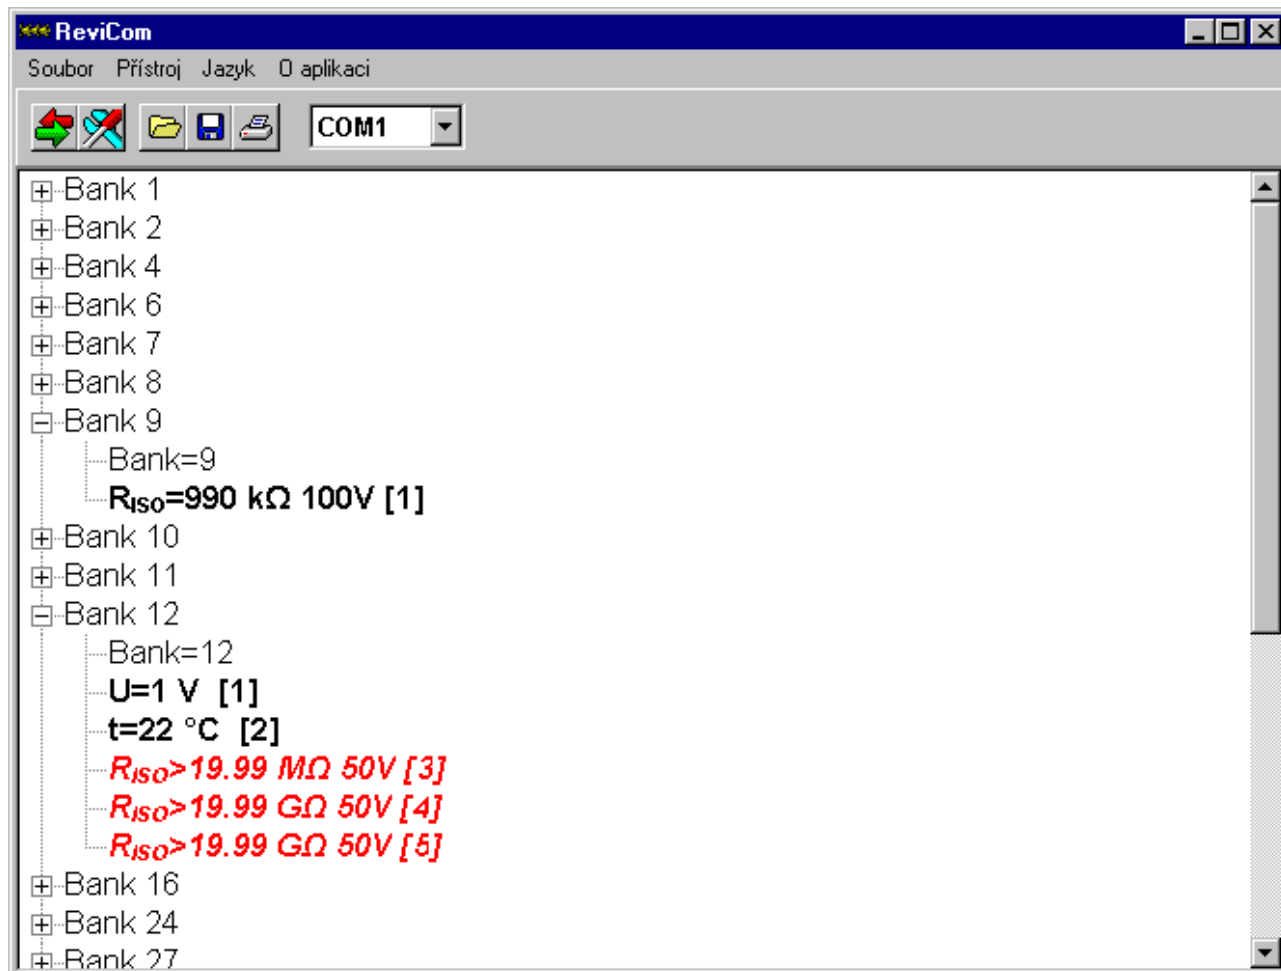 ReviCom
Soubor Přístroj Jazyk O aplikaci
COM1
Bank 1
Bank 2
Bank 4
Bank 6
Bank 7
Bank 8
Bank 9
Bank=9
RISO=990 kΩ 100V [1]
Bank 10
Bank 11
Bank 12
Bank=12
U=1 V [1]
t=22 °C [2]
RISO>19.99 MΩ 50V [3]
RISO>19.99 GΩ 50V [4]
RISO>19.99 GΩ 50V [5]
Bank 16
Bank 24
Bank 27